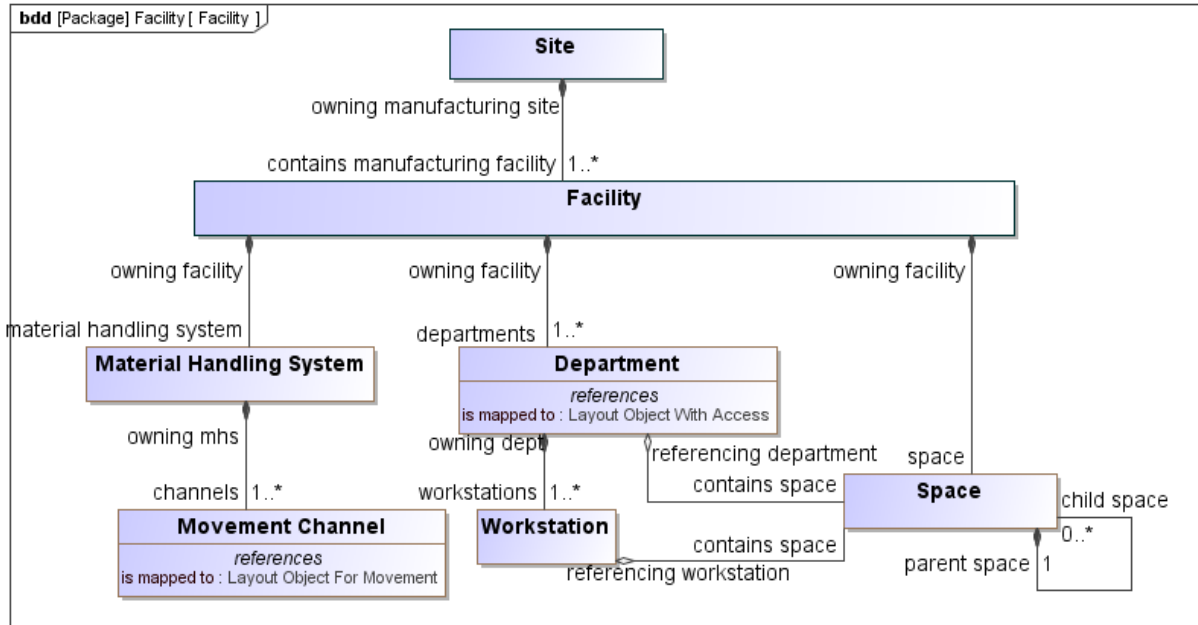 bdd [Package] Facility [ Facility ]
Site
owning manufacturing site
contains manufacturing facility 1..*
Facility
owning facility
owning facility
owning facility
material handling system
departments 1..*
Material Handling System
Department
references
is mapped to : Layout Object With Access
owning mhs
owning dept
referencing department
space
channels 1..*
workstations 1..*
contains space
Space
child space
0..*
Movement Channel
references
is mapped to : Layout Object For Movement
Workstation
contains space
referencing workstation
parent space 1